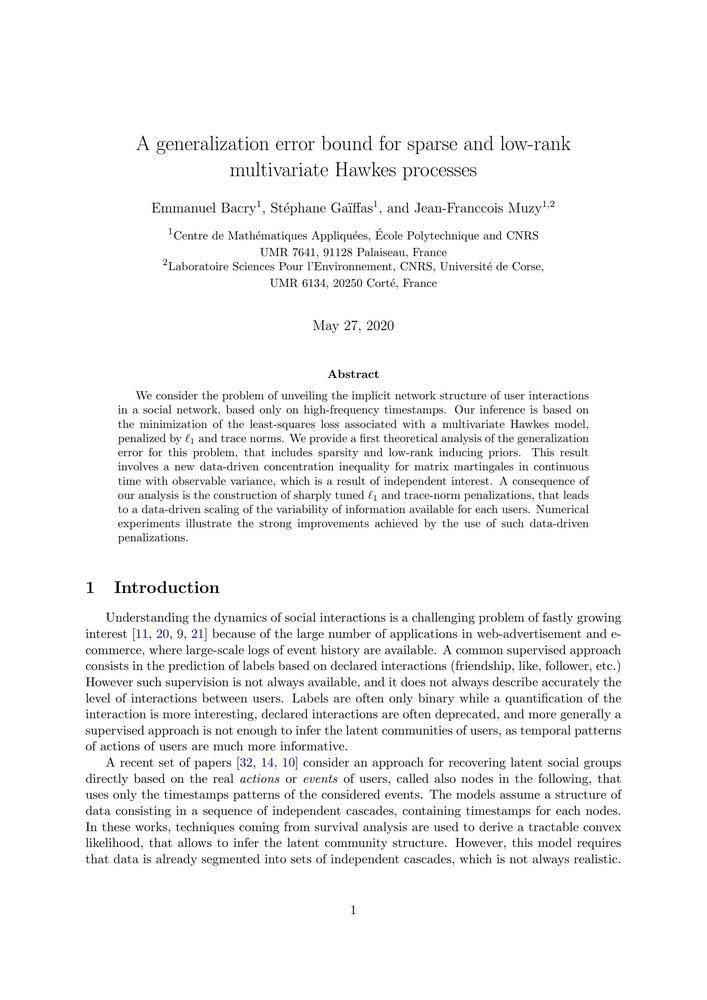 A generalization error bound for sparse and low-rank
multivariate Hawkes processes
Emmanuel Bacry¹, Stéphane Gaïffas¹, and Jean-Franccois Muzy¹,²
¹Centre de Mathématiques Appliquées, École Polytechnique and CNRS
UMR 7641, 91128 Palaiseau, France
²Laboratoire Sciences Pour l'Environnement, CNRS, Université de Corse,
UMR 6134, 20250 Corté, France
May 27, 2020
Abstract
We consider the problem of unveiling the implicit network structure of user interactions
in a social network, based only on high-frequency timestamps. Our inference is based on
the minimization of the least-squares loss associated with a multivariate Hawkes model,
penalized by ℓ₁ and trace norms. We provide a first theoretical analysis of the generalization
error for this problem, that includes sparsity and low-rank inducing priors. This result
involves a new data-driven concentration inequality for matrix martingales in continuous
time with observable variance, which is a result of independent interest. A consequence of
our analysis is the construction of sharply tuned ℓ₁ and trace-norm penalizations, that leads
to a data-driven scaling of the variability of information available for each users. Numerical
experiments illustrate the strong improvements achieved by the use of such data-driven
penalizations.
1 Introduction
Understanding the dynamics of social interactions is a challenging problem of fastly growing
interest [11, 20, 9, 21] because of the large number of applications in web-advertisement and e-
commerce, where large-scale logs of event history are available. A common supervised approach
consists in the prediction of labels based on declared interactions (friendship, like, follower, etc.)
However such supervision is not always available, and it does not always describe accurately the
level of interactions between users. Labels are often only binary while a quantification of the
interaction is more interesting, declared interactions are often deprecated, and more generally a
supervised approach is not enough to infer the latent communities of users, as temporal patterns
of actions of users are much more informative.
A recent set of papers [32, 14, 10] consider an approach for recovering latent social groups
directly based on the real actions or events of users, called also nodes in the following, that
uses only the timestamps patterns of the considered events. The models assume a structure of
data consisting in a sequence of independent cascades, containing timestamps for each nodes.
In these works, techniques coming from survival analysis are used to derive a tractable convex
likelihood, that allows to infer the latent community structure. However, this model requires
that data is already segmented into sets of independent cascades, which is not always realistic.
1